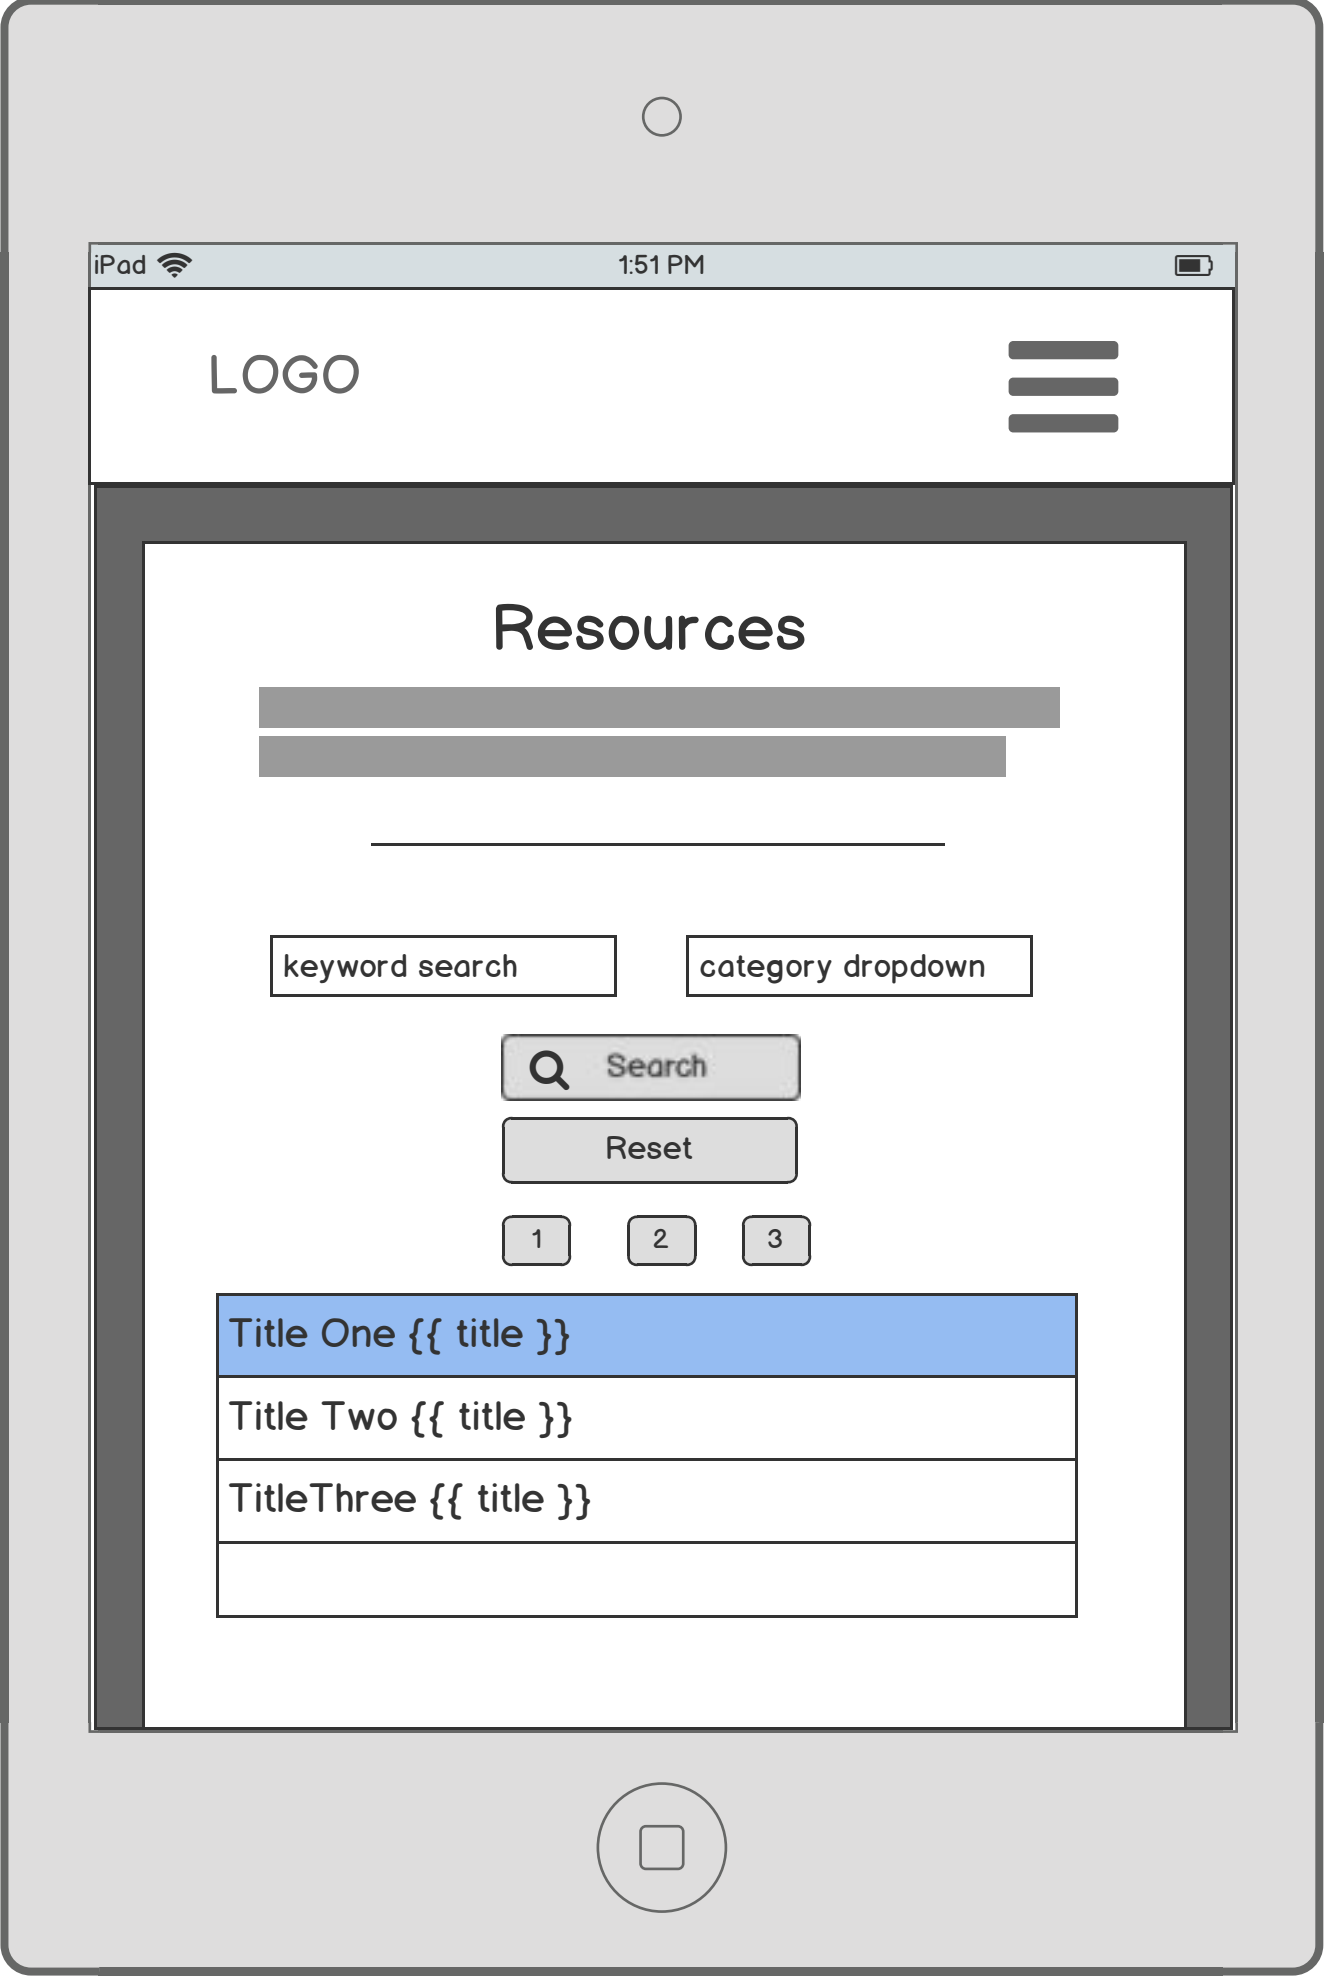 iPad 1:51 PM
LOGO
Resources
keyword search category dropdown
Search
Reset
1 2 3
Title One {{ title }}
Title Two {{ title }}
TitleThree {{ title }}